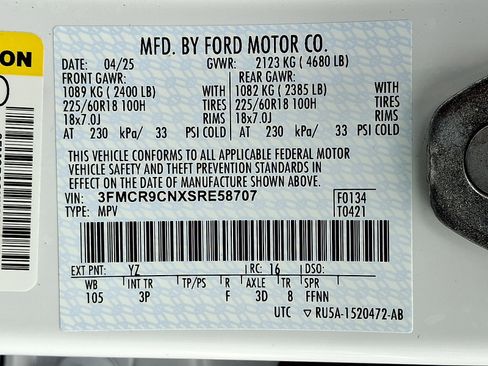 MFD. BY FORD MOTOR CO.
DATE: 04/25 GVWR: 2123 KG ( 4680 LB)
FRONT GAWR: REAR GAWR:
1089 KG ( 2400 LB) 1082 KG ( 2385 LB)
225/60R18 100H TIRES 225/60R18 100H TIRES
18x7.0J RIMS 18x7.0J RIMS
AT 230 kPa/ 33 PSI COLD AT 230 kPa/ 33 PSI COLD
THIS VEHICLE CONFORMS TO ALL APPLICABLE FEDERAL MOTOR
VEHICLE SAFETY AND THEFT PREVENTION STANDARDS IN
EFFECT ON THE DATE OF MANUFACTURE SHOWN ABOVE.
VIN: 3FMCR9CNXSRE58707 F0134
TYPE: MPV T0421
EXT PNT: YZ RC: 16 DSO:
WB INT TR TP/PS R AXLE TR SPR
105 3P F 3D 8 FFNN
UTC ▽ RU5A-1520472-AB